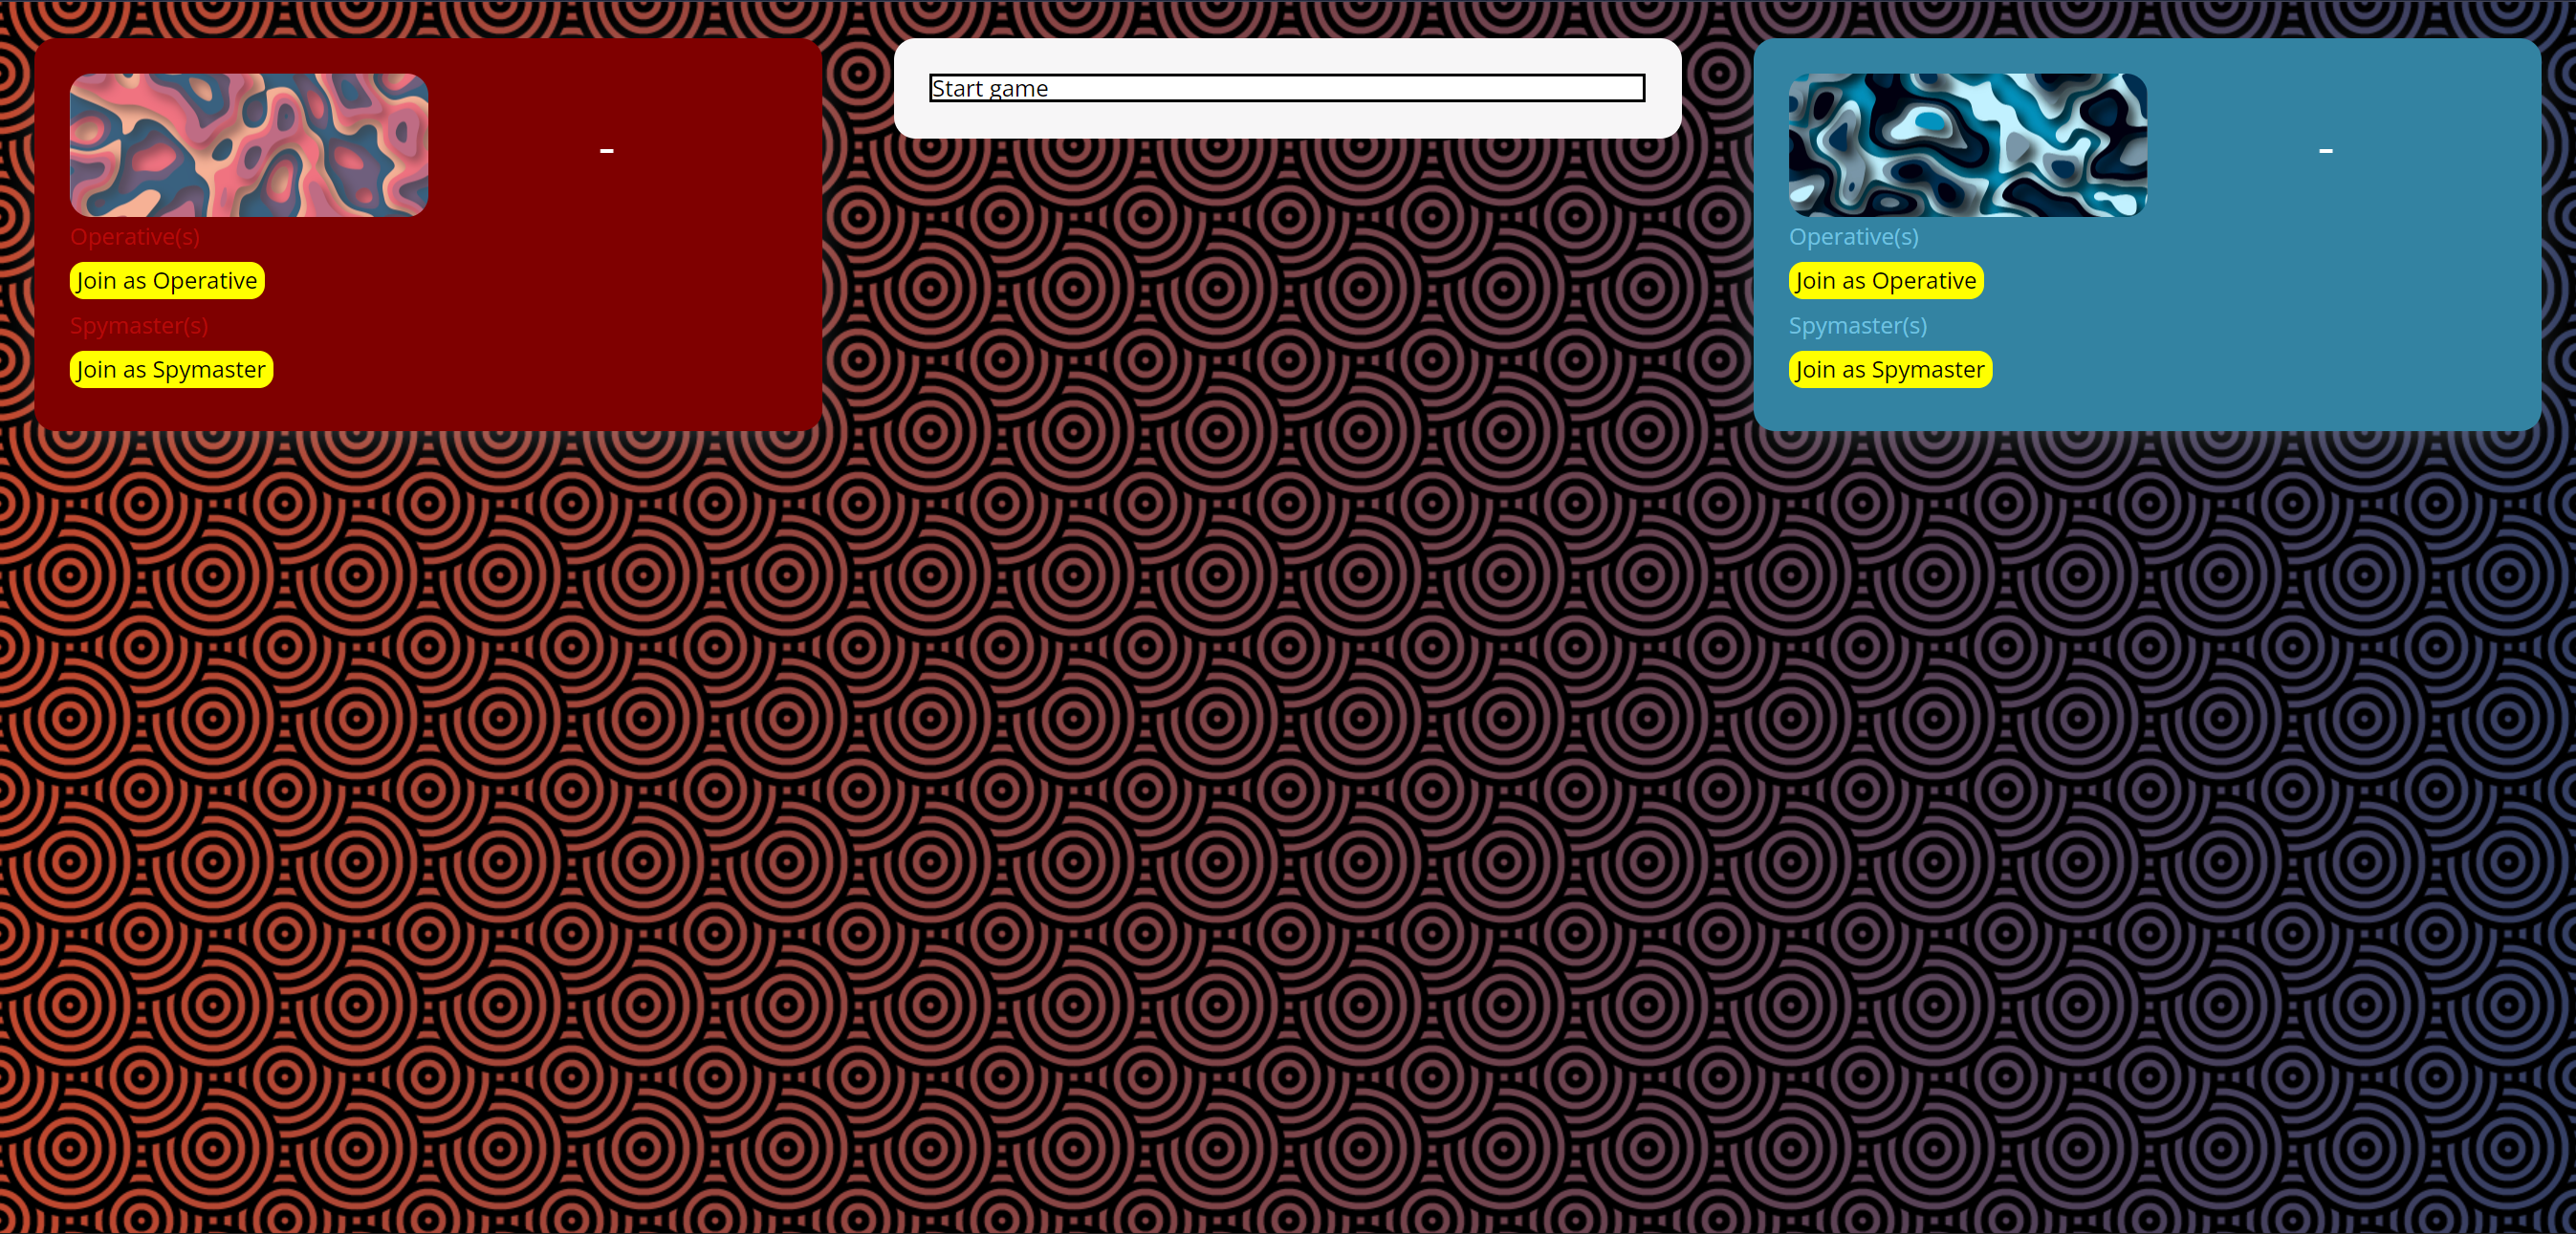 -
Operative(s)
Join as Operative
Spymaster(s)
Join as Spymaster
Start game
-
Operative(s)
Join as Operative
Spymaster(s)
Join as Spymaster